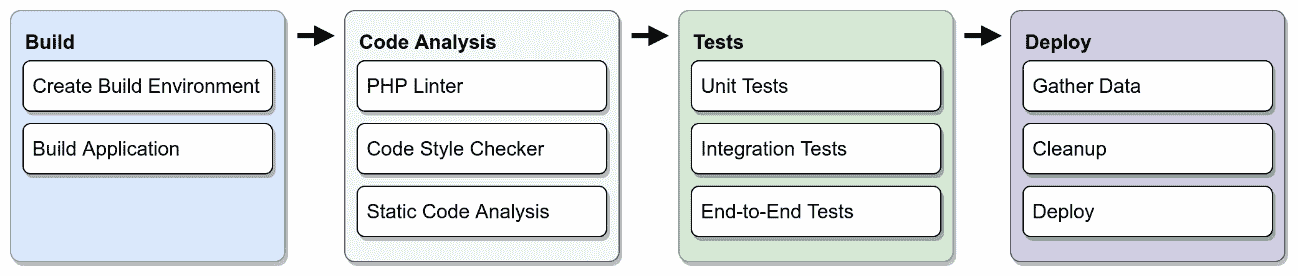 Build
Create Build Environment
Build Application
Code Analysis
PHP Linter
Code Style Checker
Static Code Analysis
Tests
Unit Tests
Integration Tests
End-to-End Tests
Deploy
Gather Data
Cleanup
Deploy